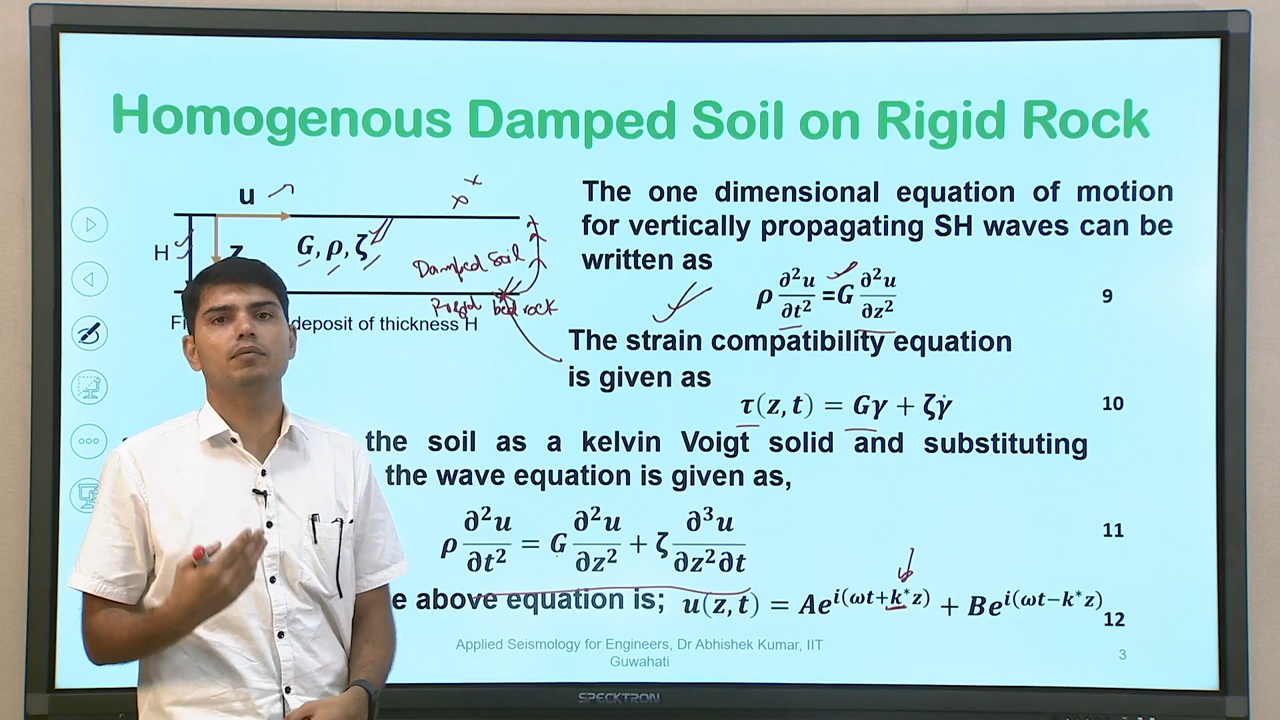 Homogenous Damped Soil on Rigid Rock
u
H
G, ρ, ζ
Damped Soil
Rigid bed rock
deposit of thickness H
The one dimensional equation of motion
for vertically propagating SH waves can be
written as
ρ ∂²u/∂t² = G ∂²u/∂z² 9
The strain compatibility equation
is given as
τ(z, t) = Gγ + ζγ̇ 10
the soil as a kelvin Voigt solid and substituting
the wave equation is given as,
ρ ∂²u/∂t² = G ∂²u/∂z² + ζ ∂³u/∂z²∂t 11
above equation is; u(z, t) = Ae^{i(ωt+k*z)} + Be^{i(ωt−k*z)} 12
Applied Seismology for Engineers, Dr Abhishek Kumar, IIT
Guwahati
3
SPECKTRON